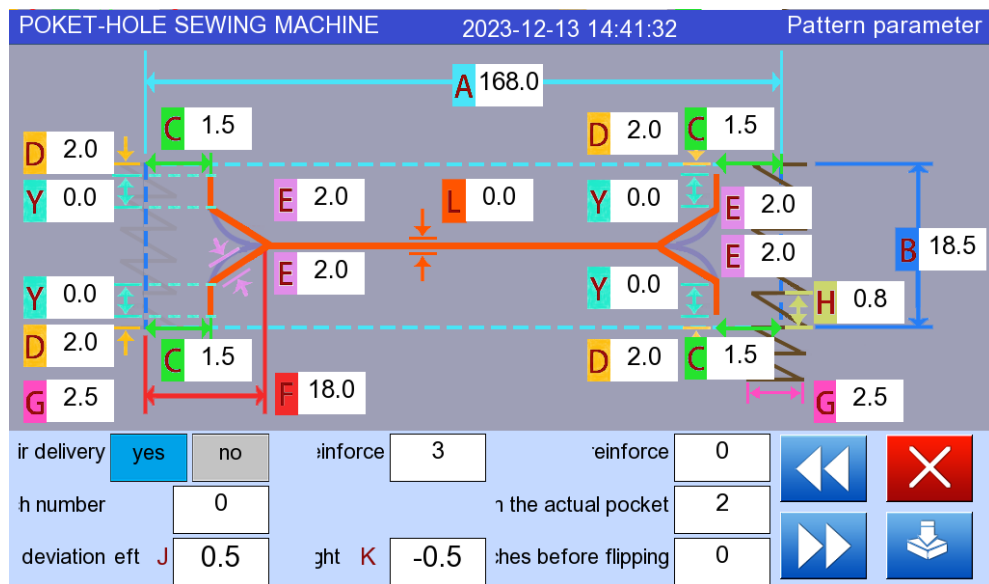 POKET-HOLE SEWING MACHINE 2023-12-13 14:41:32 Pattern parameter
A 168.0
C 1.5 D 2.0 C 1.5
D 2.0
Y 0.0 E 2.0 L 0.0 Y 0.0 E 2.0
E 2.0 E 2.0 B 18.5
Y 0.0 Y 0.0 H 0.8
D 2.0 C 1.5 D 2.0 C 1.5
G 2.5 F 18.0 G 2.5
ir delivery yes no einforce 3 einforce 0
h number 0 the actual pocket 2
deviation eft J 0.5 ght K -0.5 hes before flipping 0